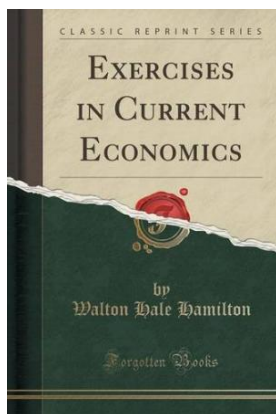 CLASSIC REPRINT SERIES
EXERCISES
IN CURRENT
ECONOMICS
by
Walton Hale Hamilton
Forgotten Books